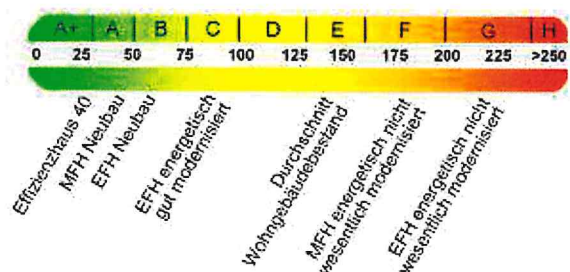 A+ A B C D E F G H
0 25 50 75 100 125 150 175 200 225 >250
Effizienzhaus 40
MFH Neubau
EFH Neubau
EFH energetisch
gut modernisiert
Durchschnitt
Wohngebäudebestand
MFH energetisch nicht
wesentlich modernisiert
EFH energetisch nicht
wesentlich modernisiert